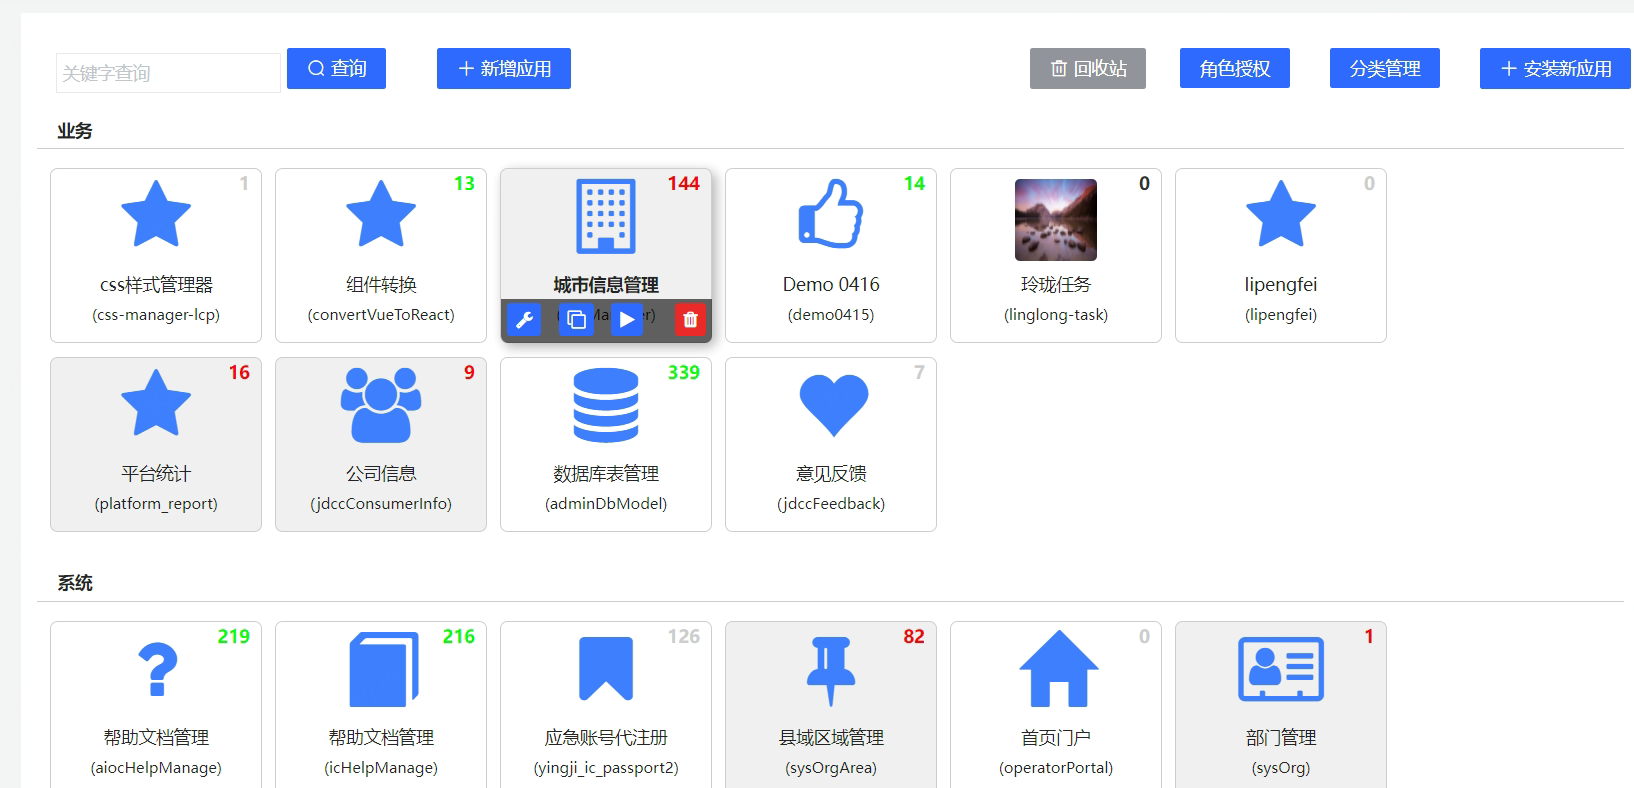 关键字查询
查询
新增应用
回收站
角色授权
分类管理
安装新应用
业务
1
css样式管理器
(css-manager-lcp)
13
组件转换
(convertVueToReact)
144
城市信息管理
14
Demo 0416
(demo0415)
0
玲珑任务
(linglong-task)
0
lipengfei
(lipengfei)
16
平台统计
(platform_report)
9
公司信息
(jdccConsumerInfo)
339
数据库表管理
(adminDbModel)
7
意见反馈
(jdccFeedback)
系统
219
帮助文档管理
(aiocHelpManage)
216
帮助文档管理
(icHelpManage)
126
应急账号代注册
(yingji_ic_passport2)
82
县域区域管理
(sysOrgArea)
0
首页门户
(operatorPortal)
1
部门管理
(sysOrg)